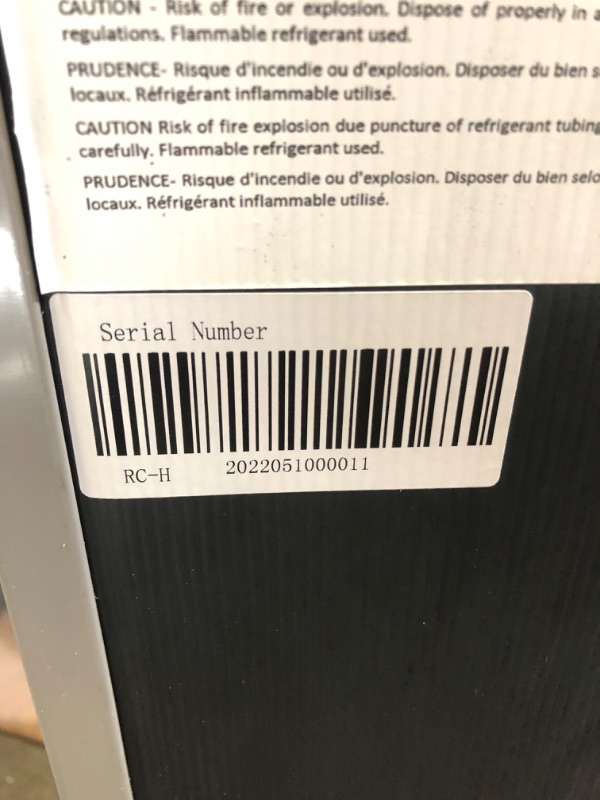 CAUTION - Risk of fire or explosion. Dispose of properly in
regulations. Flammable refrigerant used.
PRUDENCE- Risque d'incendie ou d'explosion. Disposer du bien
locaux. Réfrigérant inflammable utilisé.
CAUTION Risk of fire explosion due puncture of refrigerant tubing
carefully. Flammable refrigerant used.
PRUDENCE- Risque d'incendie ou d'explosion. Disposer du bien selo
locaux. Réfrigérant inflammable utilisé.
Serial Number
RC-H 2022051000011